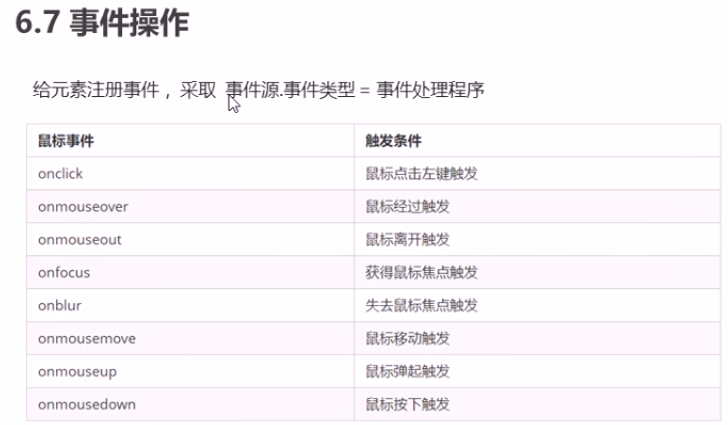 6.7 事件操作
给元素注册事件 ，采取 事件源.事件类型 = 事件处理程序
鼠标事件 触发条件
onclick 鼠标点击左键触发
onmouseover 鼠标经过触发
onmouseout 鼠标离开触发
onfocus 获得鼠标焦点触发
onblur 失去鼠标焦点触发
onmousemove 鼠标移动触发
onmouseup 鼠标弹起触发
onmousedown 鼠标按下触发